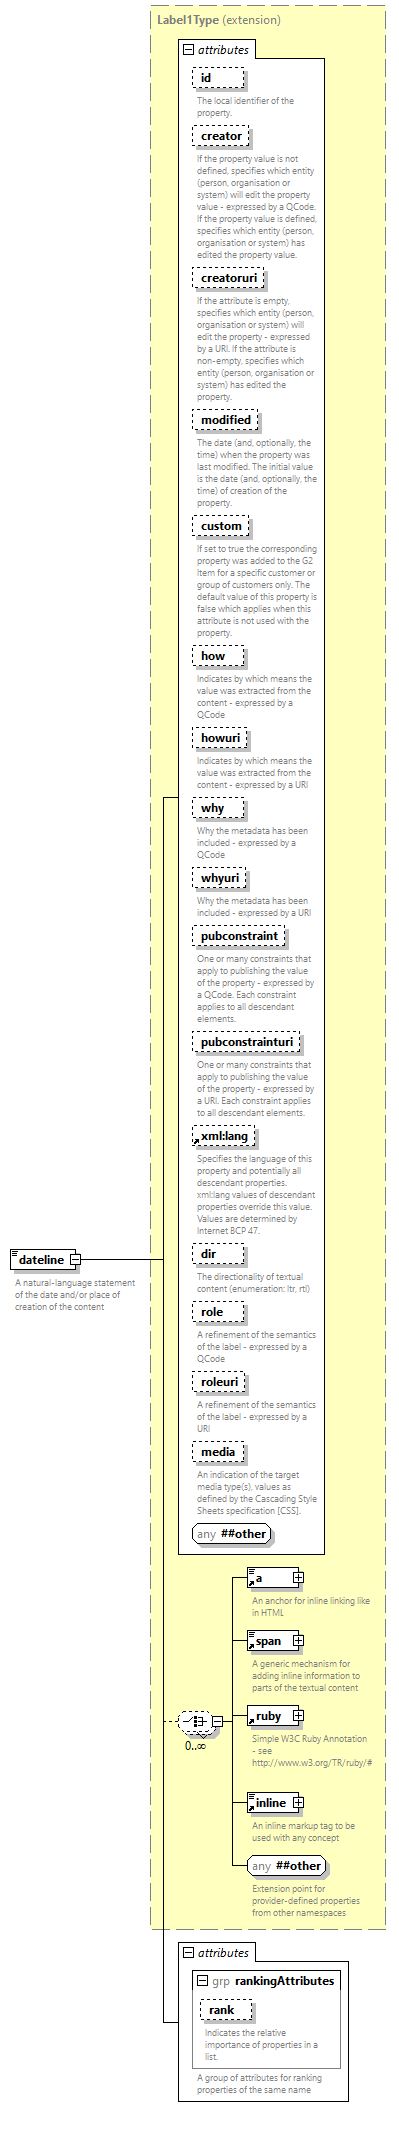 Label1Type (extension)
attributes
id
The local identifier of the
property.
creator
If the property value is not
defined, specifies which entity
(person, organisation or
system) will edit the property
value - expressed by a QCode.
If the property value is defined,
specifies which entity (person,
organisation or system) has
edited the property value.
creatoruri
If the attribute is empty,
specifies which entity (person,
organisation or system) will
edit the property - expressed
by a URI. If the attribute is
non-empty, specifies which
entity (person, organisation or
system) has edited the
property.
modified
The date (and, optionally, the
time) when the property was
last modified. The initial value
is the date (and, optionally, the
time) of creation of the
property.
custom
If set to true the corresponding
property was added to the G2
Item for a specific customer or
group of customers only. The
default value of this property is
false which applies when this
attribute is not used with the
property.
how
Indicates by which means the
value was extracted from the
content - expressed by a
QCode
howuri
Indicates by which means the
value was extracted from the
content - expressed by a URI
why
Why the metadata has been
included - expressed by a
QCode
whyuri
Why the metadata has been
included - expressed by a URI
pubconstraint
One or many constraints that
apply to publishing the value
of the property - expressed by
a QCode. Each constraint
applies to all descendant
elements.
pubconstrainturi
One or many constraints that
apply to publishing the value
of the property - expressed by
a URI. Each constraint applies
to all descendant elements.
xml:lang
Specifies the language of this
property and potentially all
descendant properties.
xml:lang values of descendant
properties override this value.
Values are determined by
Internet BCP 47.
dir
The directionality of textual
content (enumeration: ltr, rtl)
role
A refinement of the semantics
of the label - expressed by a
QCode
roleuri
A refinement of the semantics
of the label - expressed by a
URI
media
An indication of the target
media type(s), values as
defined by the Cascading Style
Sheets specification [CSS].
any ##other
dateline
A natural-language statement
of the date and/or place of
creation of the content
0..∞
a
An anchor for inline linking like
in HTML
span
A generic mechanism for
adding inline information to
parts of the textual content
ruby
Simple W3C Ruby Annotation
- see
http://www.w3.org/TR/ruby/#
inline
An inline markup tag to be
used with any concept
any ##other
Extension point for
provider-defined properties
from other namespaces
attributes
grp rankingAttributes
rank
Indicates the relative
importance of properties in a
list.
A group of attributes for ranking
properties of the same name